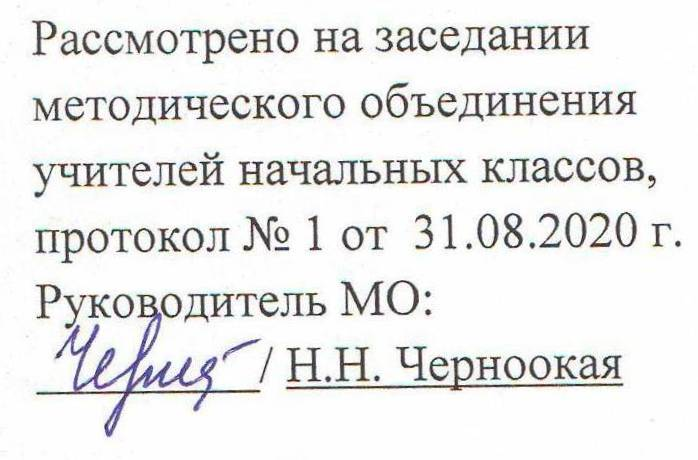 Рассмотрено на заседании
методического объединения
учителей начальных классов,
протокол № 1 от 31.08.2020 г.
Руководитель МО:
/ Н.Н. Черноокая